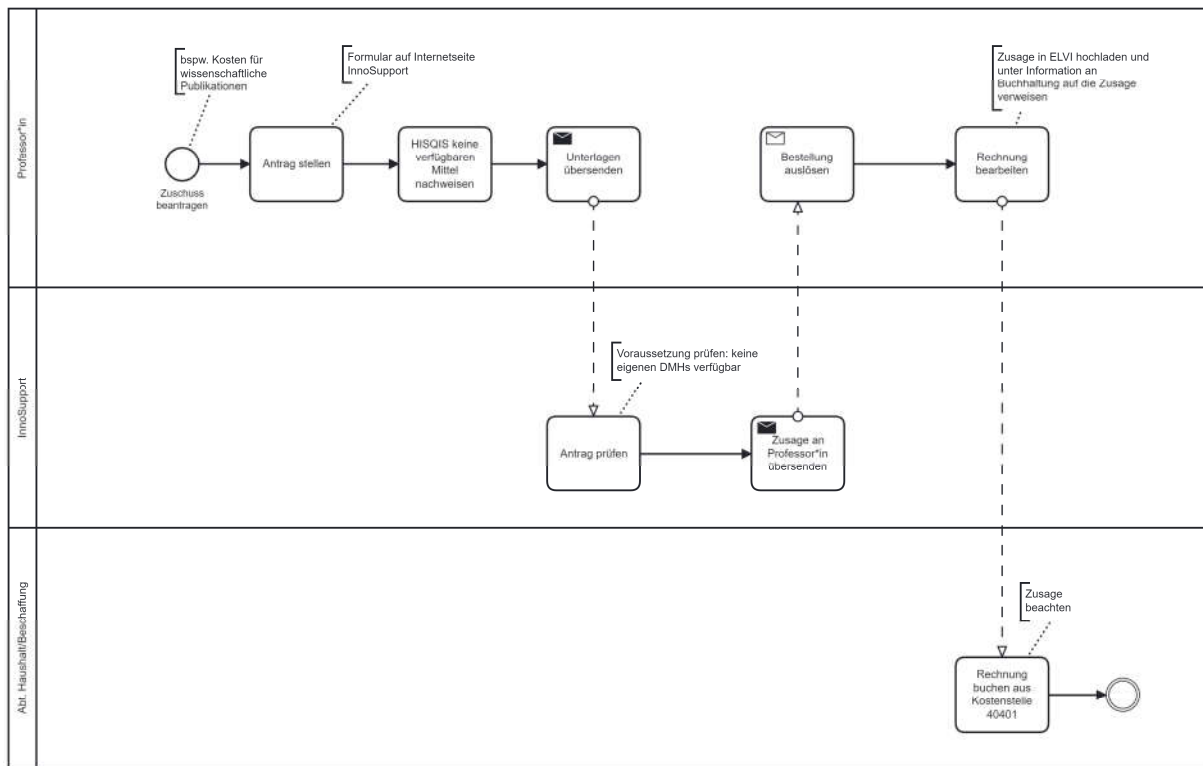 Professor*in
bspw. Kosten für
wissenschaftliche
Publikationen
Formular auf Internetseite
InnoSupport
Zusage in ELVI hochladen und
unter Information an
Buchhaltung auf die Zusage
verweisen
Zuschuss
beantragen
Antrag stellen
HISQIS keine
verfügbaren
Mittel
nachweisen
Unterlagen
übersenden
Bestellung
auslösen
Rechnung
bearbeiten
InnoSupport
Voraussetzung prüfen: keine
eigenen DMHs verfügbar
Antrag prüfen
Zusage an
Professor*in
übersenden
Abt. Haushalt/Beschaffung
Zusage
beachten
Rechnung
buchen aus
Kostenstelle
40401